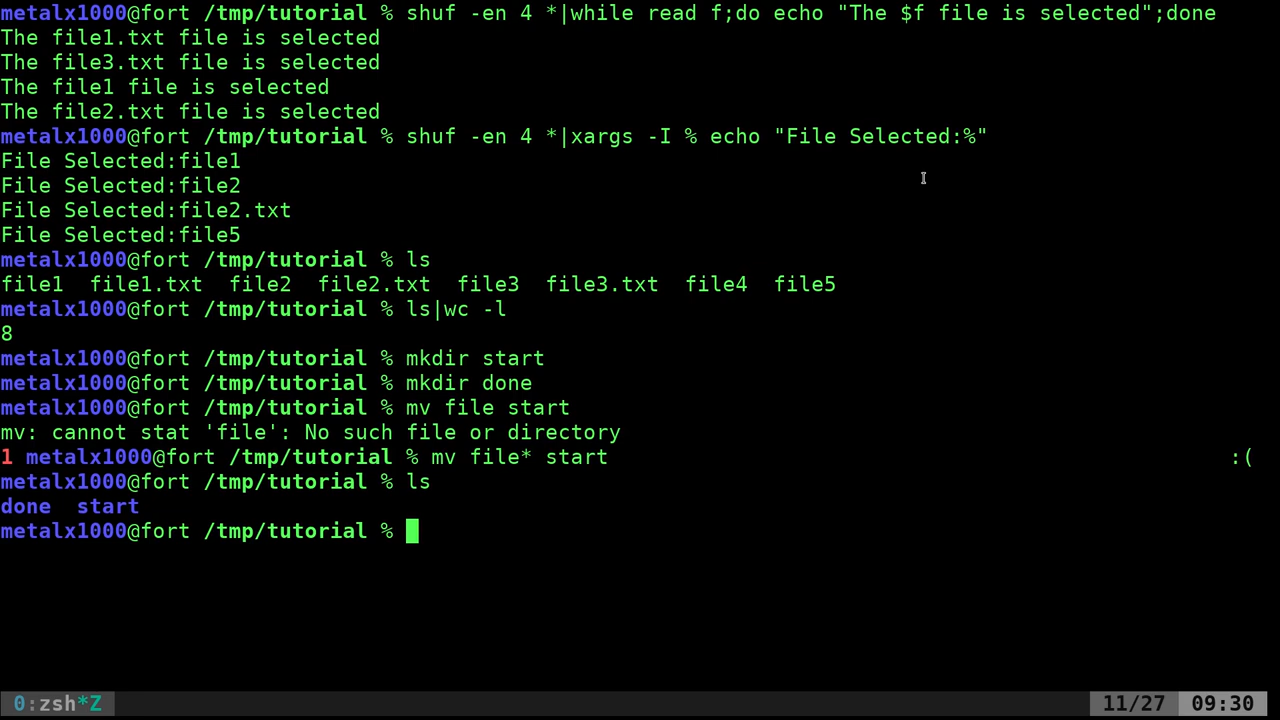 metalx1000@fort /tmp/tutorial % shuf -en 4 *|while read f;do echo "The $f file is selected";done
The file1.txt file is selected
The file3.txt file is selected
The file1 file is selected
The file2.txt file is selected
metalx1000@fort /tmp/tutorial % shuf -en 4 *|xargs -I % echo "File Selected:%"
File Selected:file1
File Selected:file2
File Selected:file2.txt
File Selected:file5
metalx1000@fort /tmp/tutorial % ls
file1  file1.txt  file2  file2.txt  file3  file3.txt  file4  file5
metalx1000@fort /tmp/tutorial % ls|wc -l
8
metalx1000@fort /tmp/tutorial % mkdir start
metalx1000@fort /tmp/tutorial % mkdir done
metalx1000@fort /tmp/tutorial % mv file start
mv: cannot stat 'file': No such file or directory
1 metalx1000@fort /tmp/tutorial % mv file* start :(
metalx1000@fort /tmp/tutorial % ls
done  start
metalx1000@fort /tmp/tutorial %
0:zsh*Z 11/27 09:30